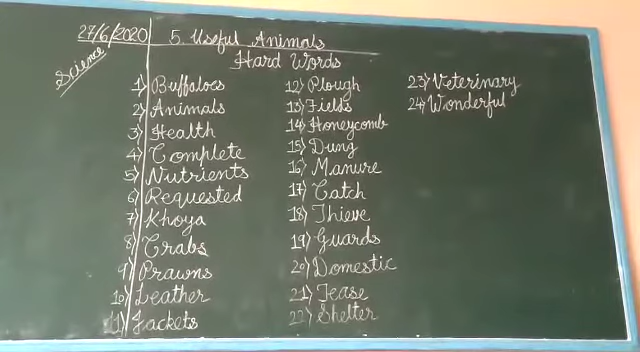 27/6/2020
Science
5. Useful Animals
Hard Words
1) Buffaloes
2) Animals
3) Health
4) Complete
5) Nutrients
6) Requested
7) Khoya
8) Crabs
9) Prawns
10) Leather
11) Jackets
12) Plough
13) Fields
14) Honeycomb
15) Dung
16) Manure
17) Catch
18) Thieve
19) Guards
20) Domestic
21) Tease
22) Shelter
23) Veterinary
24) Wonderful